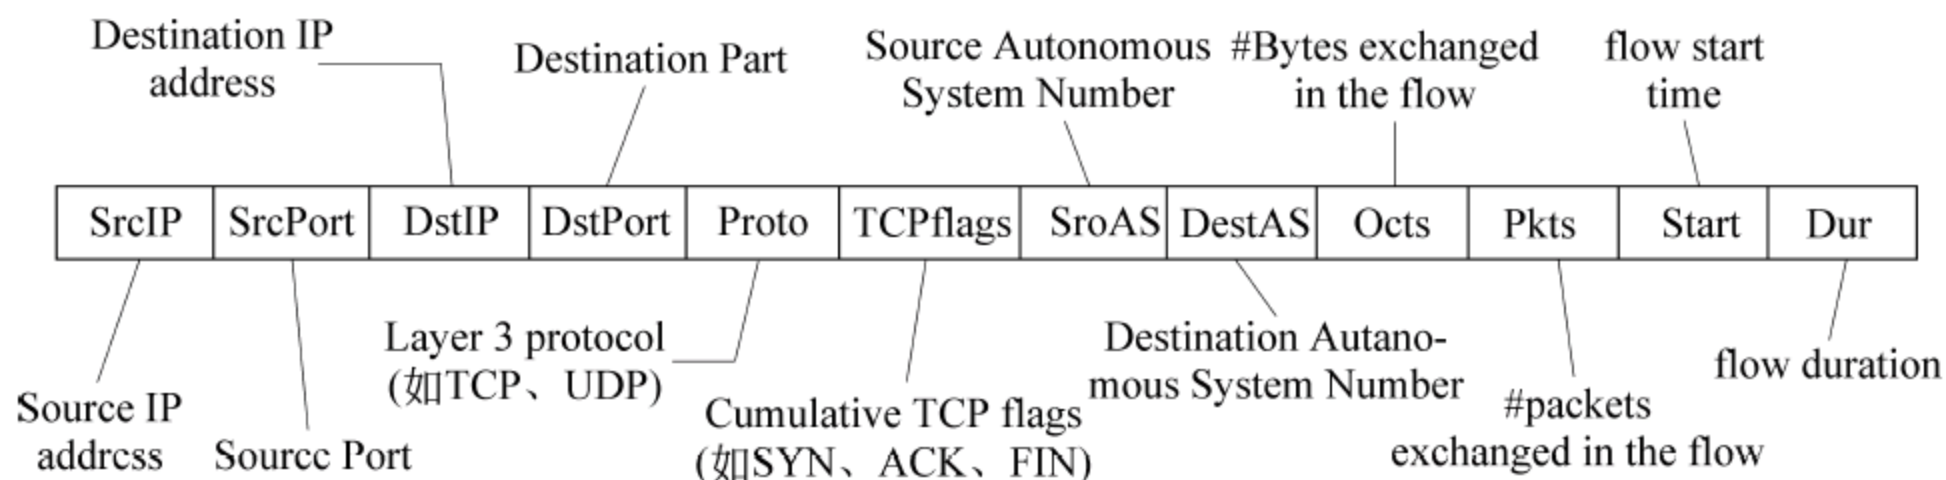 Destination IP
address
Destination Part
Source Autonomous
System Number
#Bytes exchanged
in the flow
flow start
time
SrcIP SrcPort DstIP DstPort Proto TCPflags SroAS DestAS Octs Pkts Start Dur
Source IP
addrcss
Sourcc Port
Layer 3 protocol
(如TCP、UDP)
Cumulative TCP flags
(如SYN、ACK、FIN)
Destination Autano-
mous System Number
#packets
exchanged in the flow
flow duration